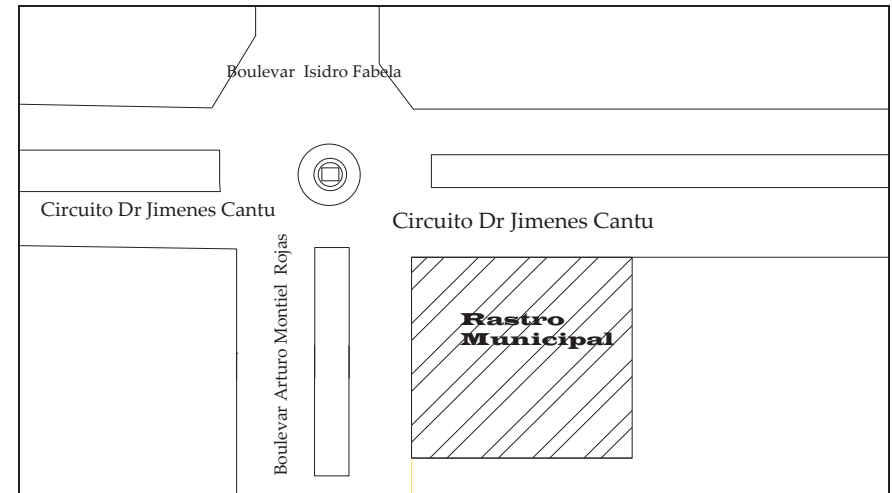 Boulevar Isidro Fabela
Circuito Dr Jimenes Cantu
Circuito Dr Jimenes Cantu
Boulevar Arturo Montiel Rojas
Rastro
Municipal